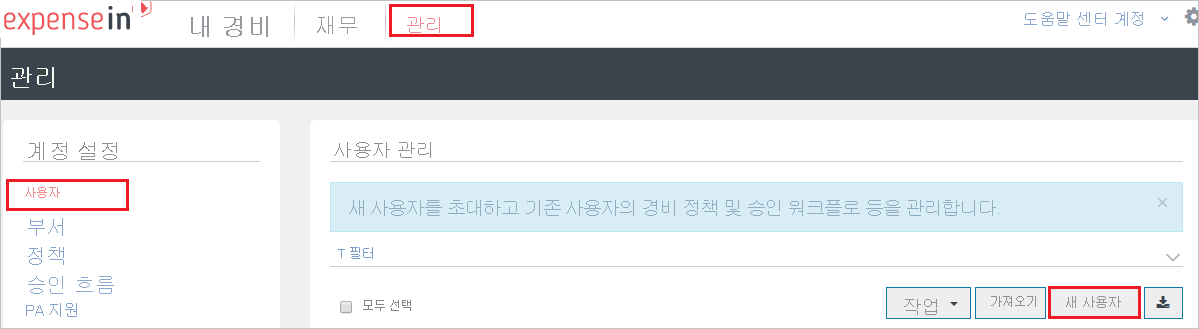 expensein
내 경비 재무 관리 도움말 센터 계정
관리
계정 설정
사용자
부서
정책
승인 흐름
PA 지원
사용자 관리
새 사용자를 초대하고 기존 사용자의 경비 정책 및 승인 워크플로 등을 관리합니다. ×
T 필터
모두 선택 작업 가져오기 새 사용자